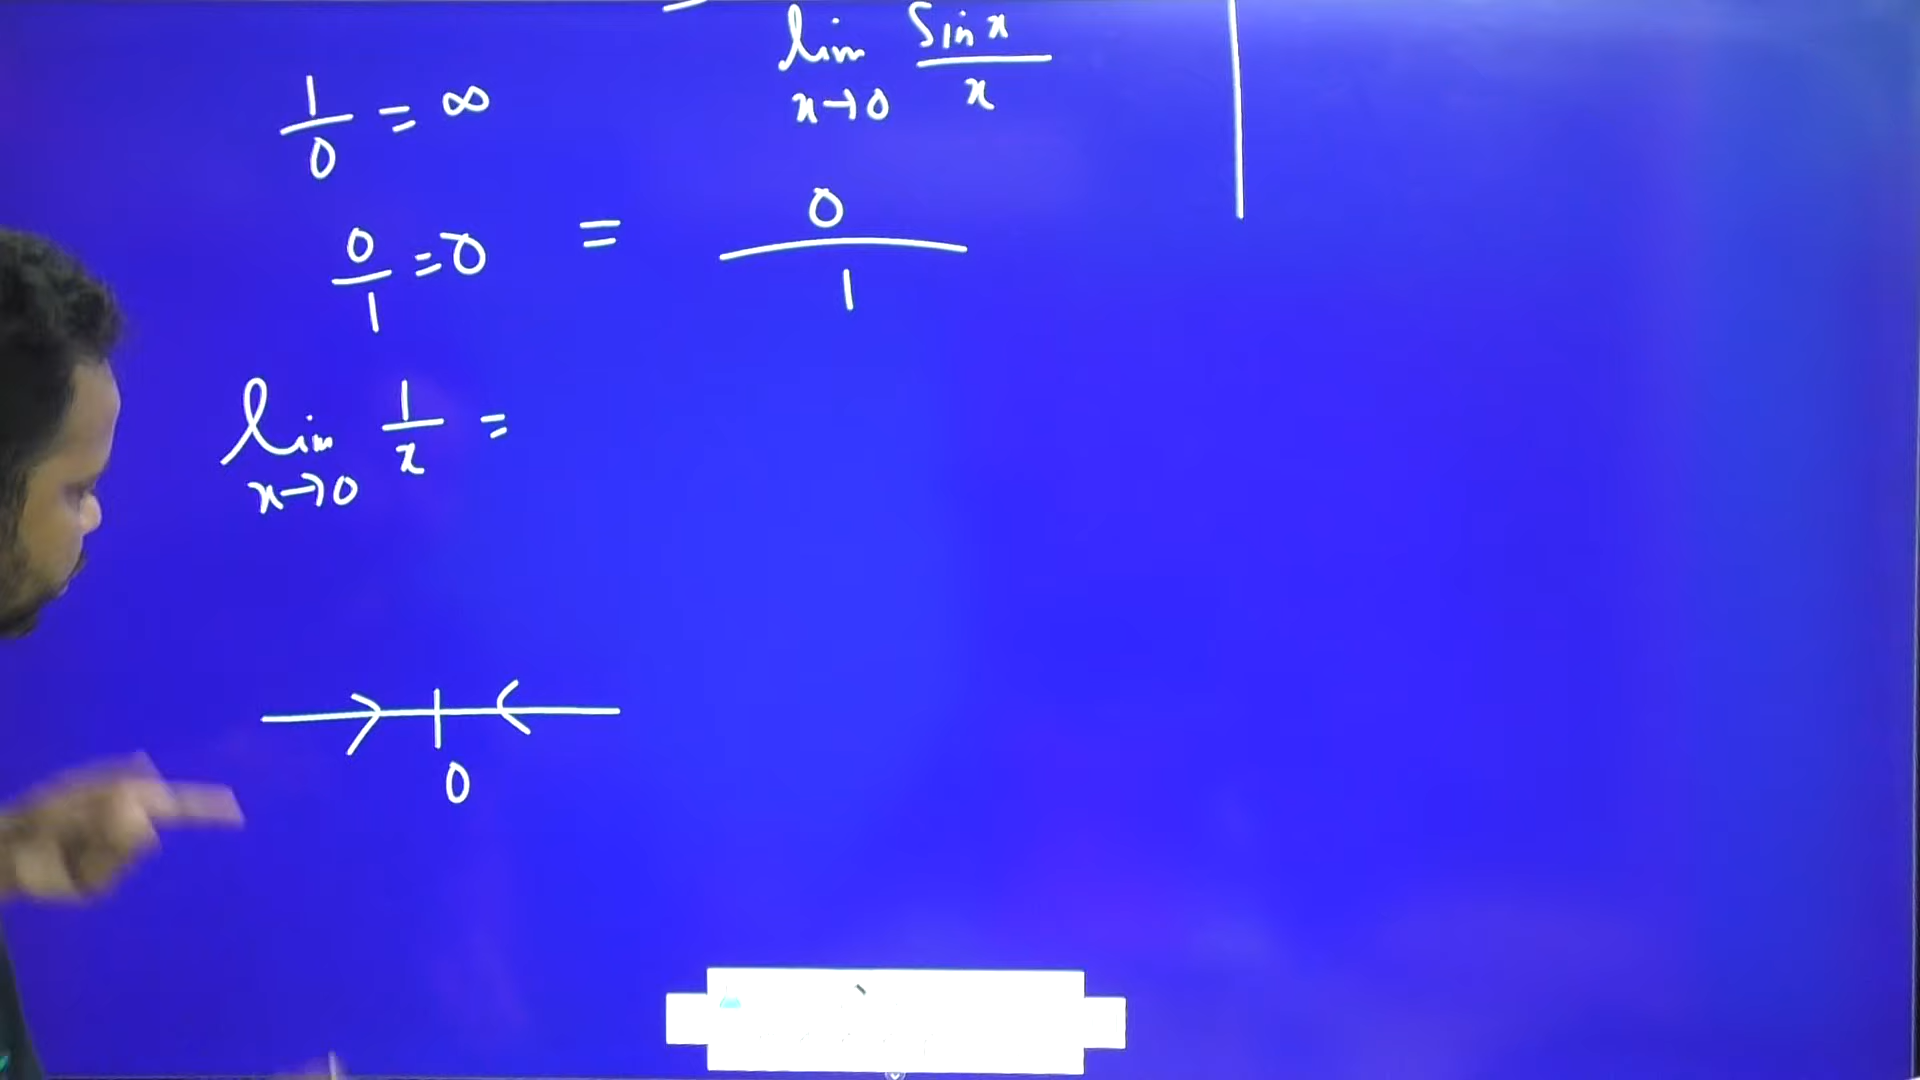 1/0 = ∞
lim x→0 sin x / x
0/1 = 0
= 0/1
lim x→0 1/x =
0